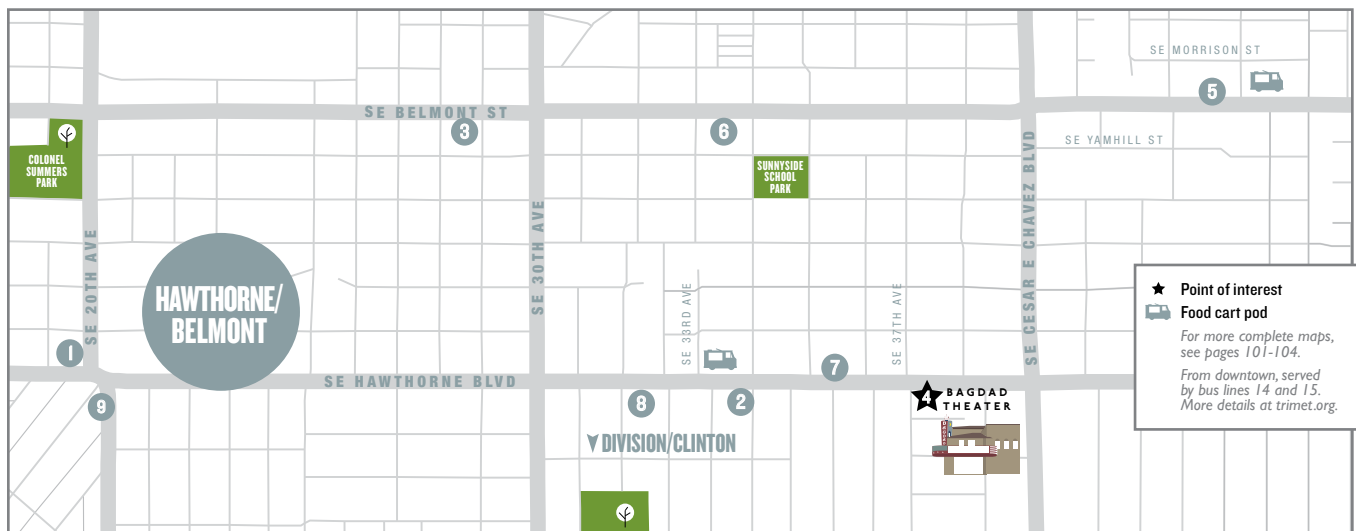 SE MORRISON ST
5
SE BELMONT ST
3
6
SE YAMHILL ST
COLONEL
SUMMERS
PARK
SUNNYSIDE
SCHOOL
PARK
SE 20TH AVE
SE 30TH AVE
SE CESAR E CHAVEZ BLVD
HAWTHORNE/
BELMONT
SE 33RD AVE
SE 37TH AVE
1
7
SE HAWTHORNE BLVD
9
8
2
4
BAGDAD
THEATER
DIVISION/CLINTON
Point of interest
Food cart pod
For more complete maps,
see pages 101-104.
From downtown, served
by bus lines 14 and 15.
More details at trimet.org.